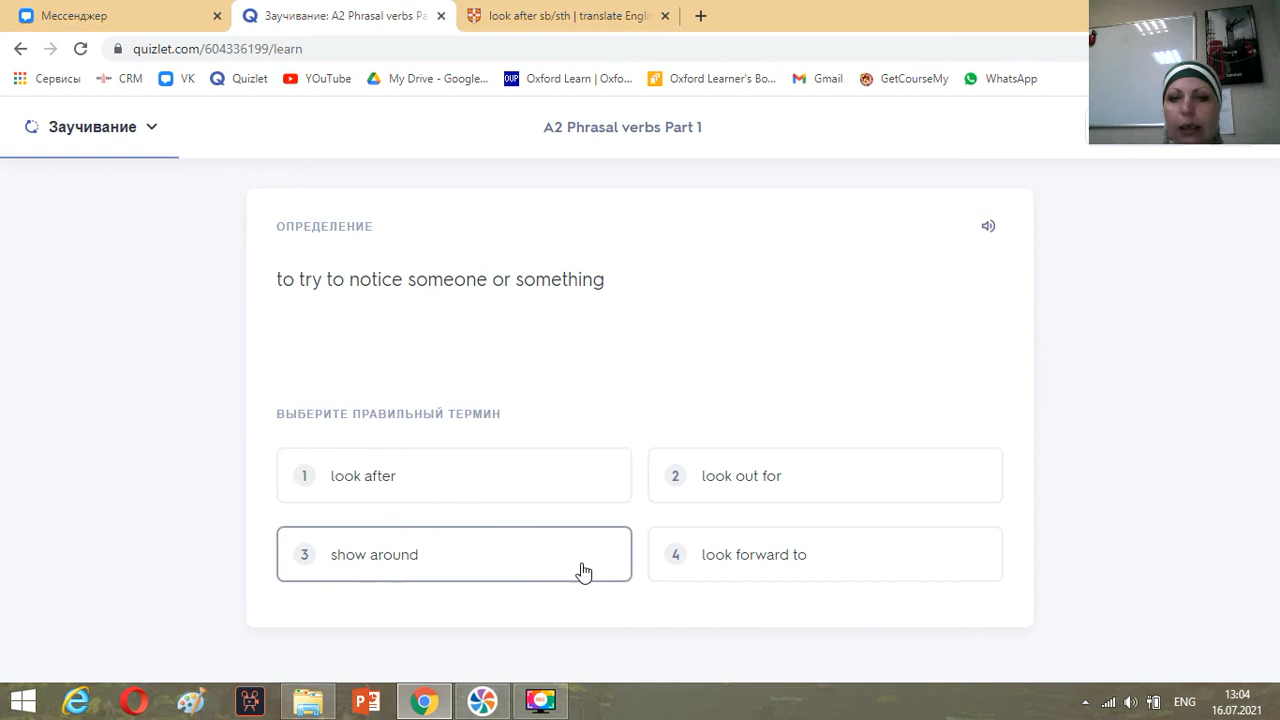 Мессенджер
Заучивание: A2 Phrasal verbs Pa
look after sb/sth | translate Engli
quizlet.com/604336199/learn
Сервисы CRM VK Quizlet YOUTube My Drive - Google... OUP Oxford Learn | Oxfo... Oxford Learner's Bo... Gmail GetCourseMy WhatsApp
Заучивание
A2 Phrasal verbs Part 1
ОПРЕДЕЛЕНИЕ
to try to notice someone or something
ВЫБЕРИТЕ ПРАВИЛЬНЫЙ ТЕРМИН
1 look after
2 look out for
3 show around
4 look forward to
ENG
13:04
16.07.2021